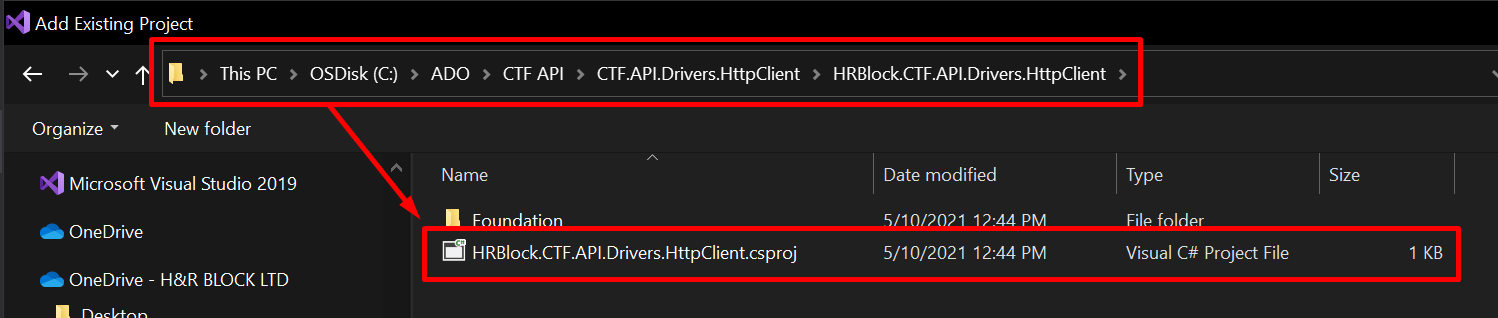 Add Existing Project
This PC > OSDisk (C:) > ADO > CTF API > CTF.API.Drivers.HttpClient > HRBlock.CTF.API.Drivers.HttpClient >
Organize New folder
Name Date modified Type Size
Microsoft Visual Studio 2019
Foundation 5/10/2021 12:44 PM File folder
OneDrive
HRBlock.CTF.API.Drivers.HttpClient.csproj 5/10/2021 12:44 PM Visual C# Project File 1 KB
OneDrive - H&R BLOCK LTD
Desktop